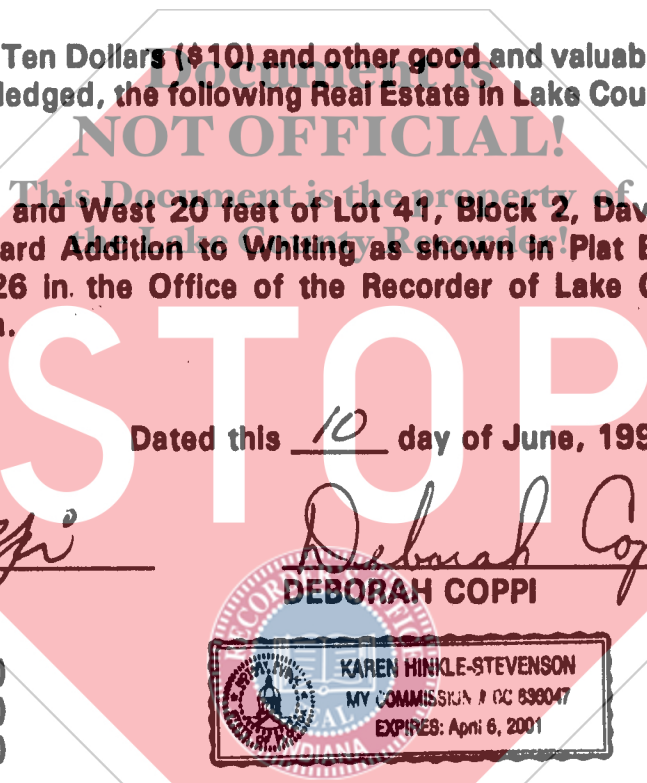 Ten Dollars ($10) and other good and valuab
ledged, the following Real Estate in Lake Cou
Document is
NOT OFFICIAL!
This Document is the property of
the Lake County Recorder!
and West 20 feet of Lot 41, Block 2, Dav
ard Addition to Whiting as shown in Plat
26 in the Office of the Recorder of Lake
STOP
Dated this 10 day of June, 199
Deborah Cop
DEBORAH COPPI
KAREN HINKLE-STEVENSON
MY COMMISSION # CC
EXPIRES: April 6, 2001
SEAL
INDIANA